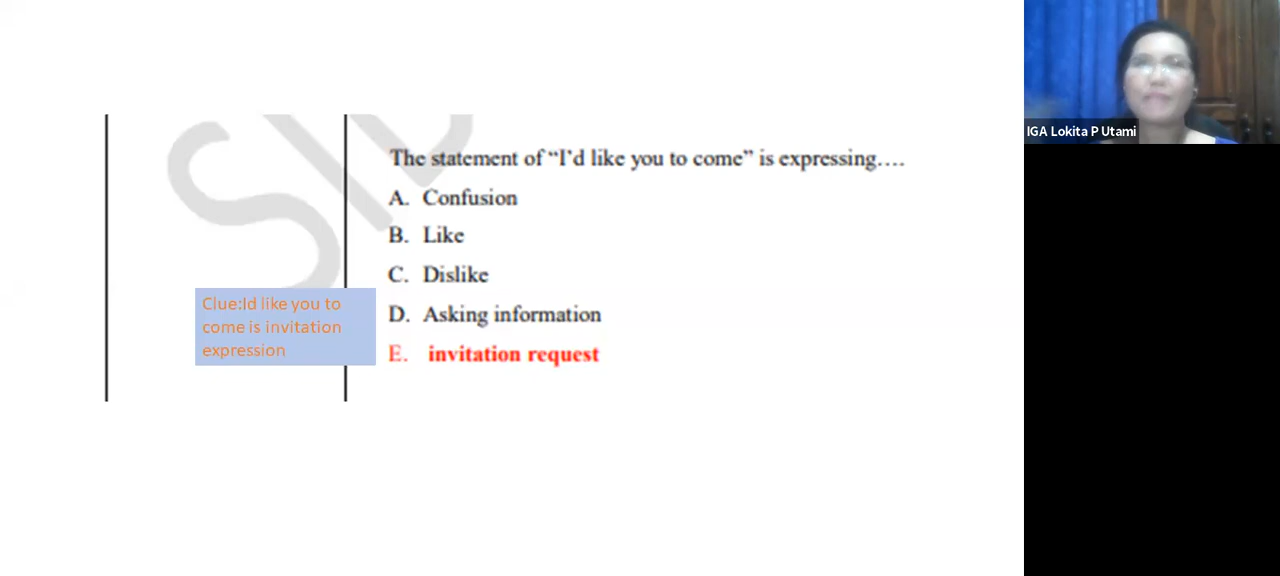 IGA Lokita P Utami
The statement of “I’d like you to come” is expressing….
A. Confusion
B. Like
C. Dislike
D. Asking information
E. invitation request
Clue:Id like you to
come is invitation
expression